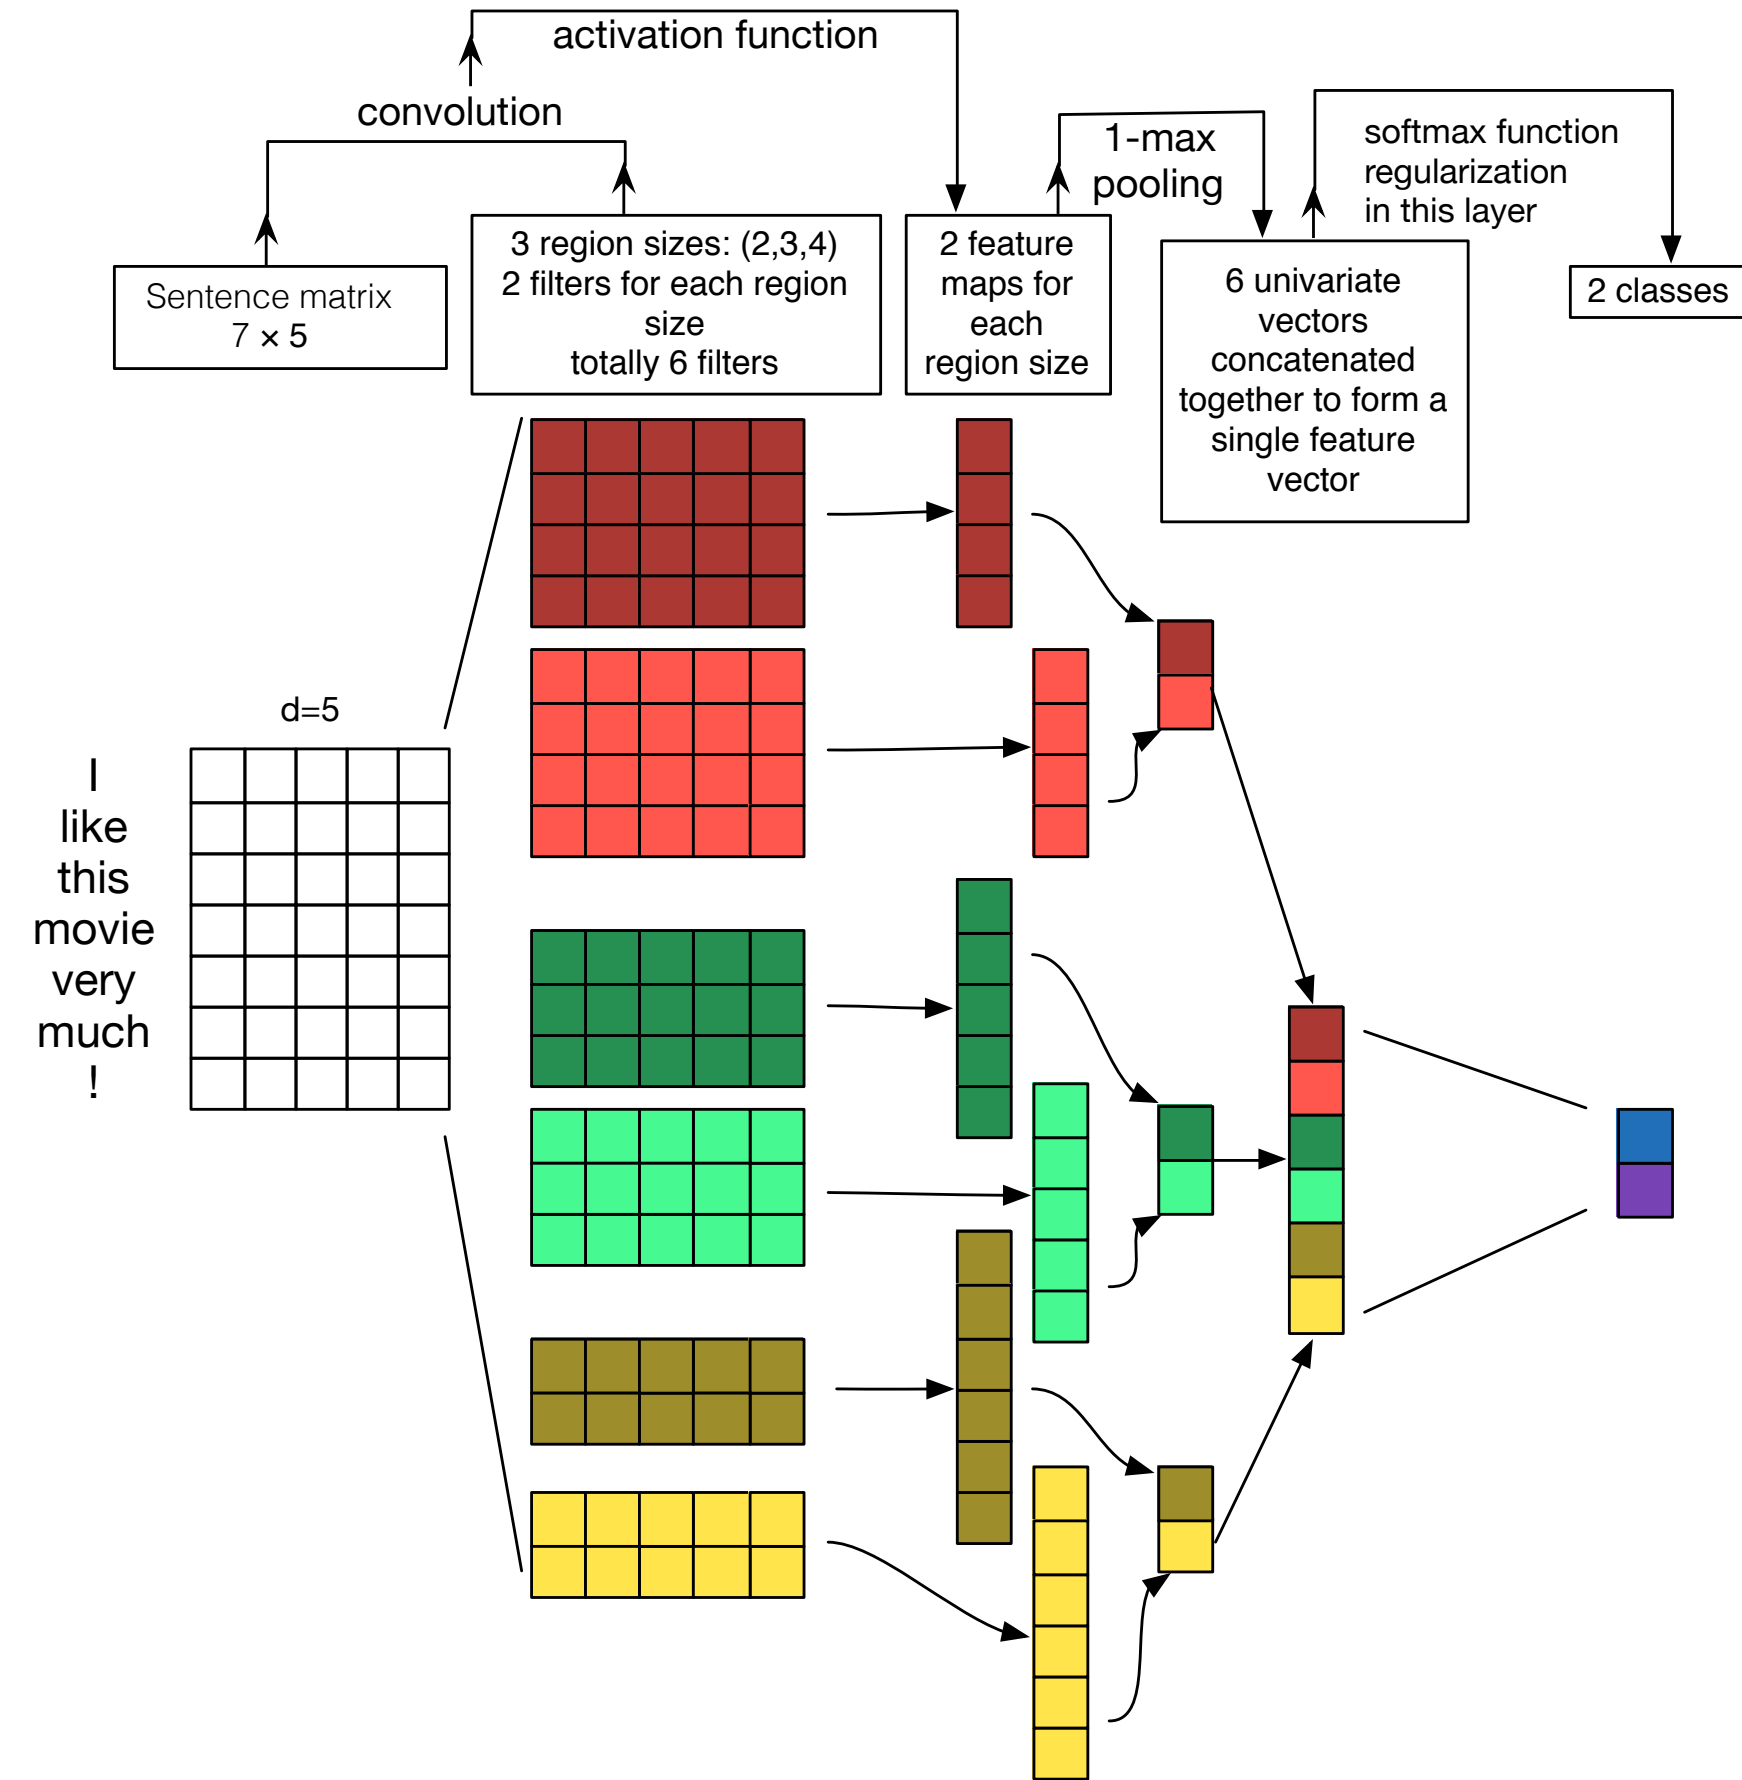 activation function
convolution
1-max
pooling
softmax function
regularization
in this layer
Sentence matrix
7 × 5
3 region sizes: (2,3,4)
2 filters for each region
size
totally 6 filters
2 feature
maps for
each
region size
6 univariate
vectors
concatenated
together to form a
single feature
vector
2 classes
d=5
I
like
this
movie
very
much
!